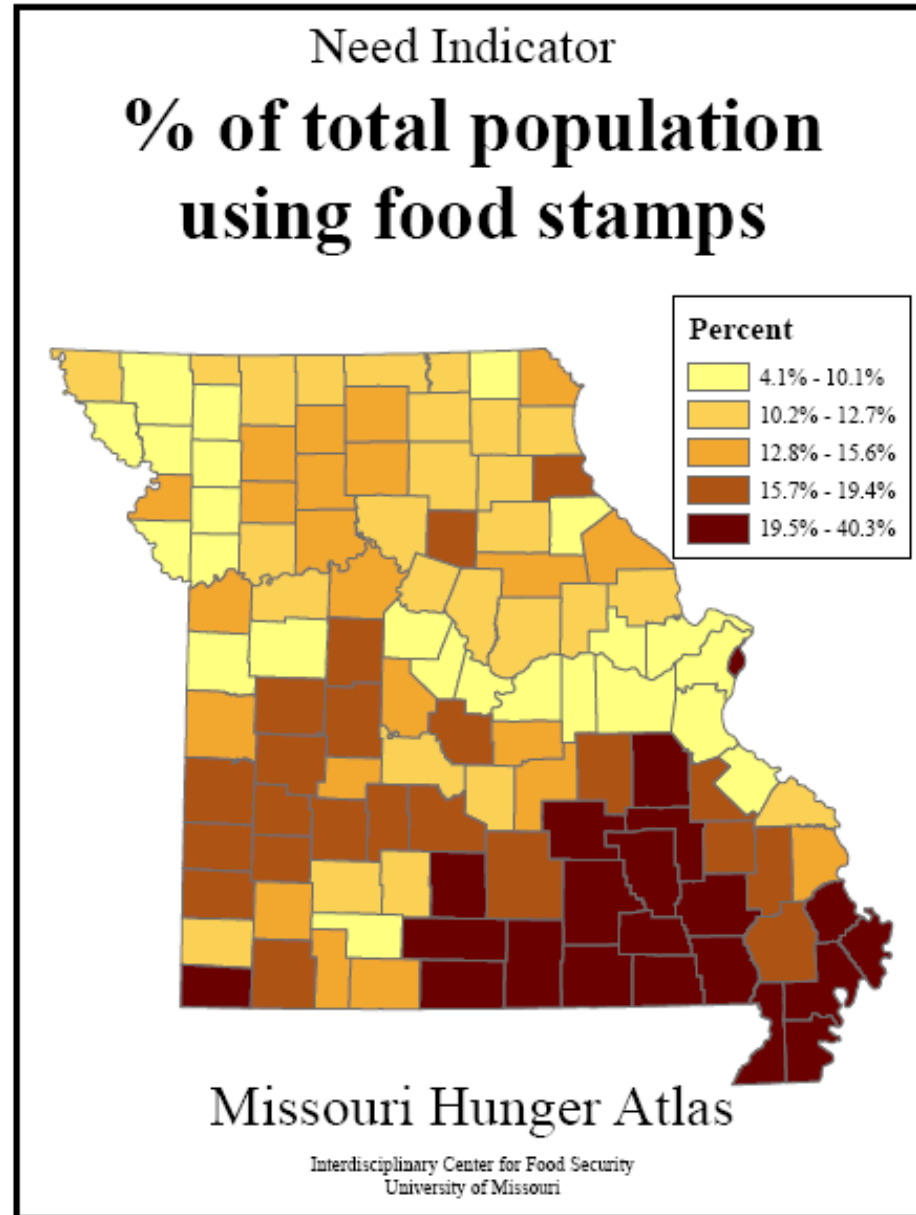 Need Indicator
% of total population
using food stamps
Percent
4.1% - 10.1%
10.2% - 12.7%
12.8% - 15.6%
15.7% - 19.4%
19.5% - 40.3%
Missouri Hunger Atlas
Interdisciplinary Center for Food Security
University of Missouri